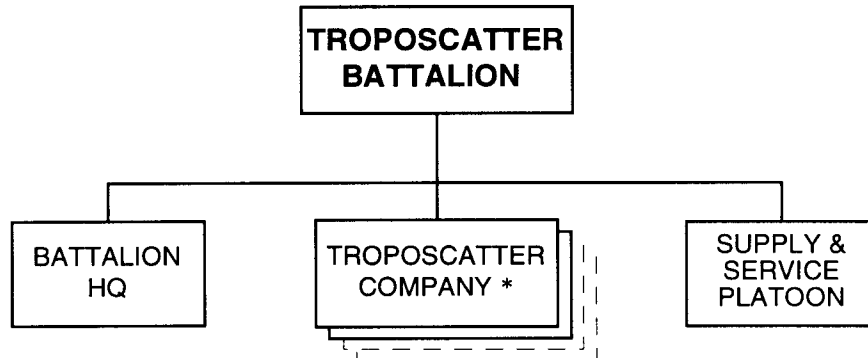 TROPOSCATTER
BATTALION
BATTALION
HQ
TROPOSCATTER
COMPANY *
SUPPLY &
SERVICE
PLATOON